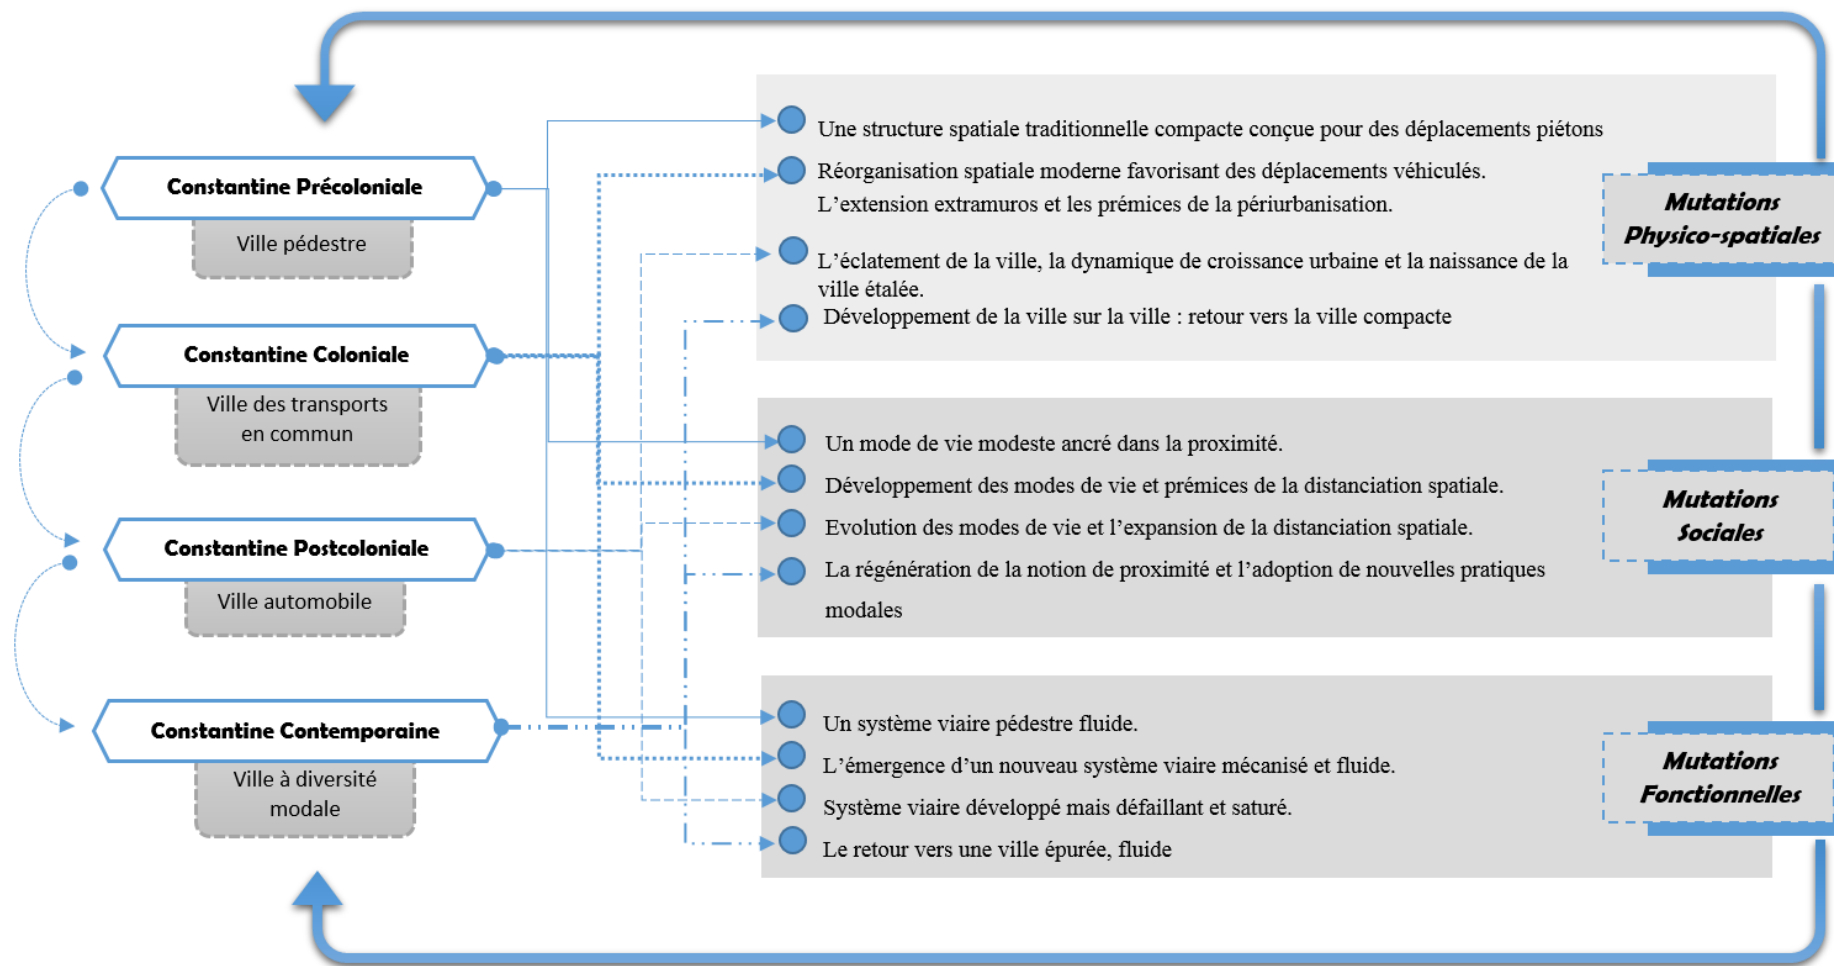 Constantine Précoloniale
Ville pédestre
Constantine Coloniale
Ville des transports
en commun
Constantine Postcoloniale
Ville automobile
Constantine Contemporaine
Ville à diversité
modale
Une structure spatiale traditionnelle compacte conçue pour des déplacements piétons
Réorganisation spatiale moderne favorisant des déplacements véhiculés.
L’extension extramuros et les prémices de la périurbanisation.
L’éclatement de la ville, la dynamique de croissance urbaine et la naissance de la
ville étalée.
Développement de la ville sur la ville : retour vers la ville compacte
Mutations
Physico-spatiales
Un mode de vie modeste ancré dans la proximité.
Développement des modes de vie et prémices de la distanciation spatiale.
Evolution des modes de vie et l’expansion de la distanciation spatiale.
La régénération de la notion de proximité et l’adoption de nouvelles pratiques
modales
Mutations
Sociales
Un système viaire pédestre fluide.
L’émergence d’un nouveau système viaire mécanisé et fluide.
Système viaire développé mais défaillant et saturé.
Le retour vers une ville épurée, fluide
Mutations
Fonctionnelles